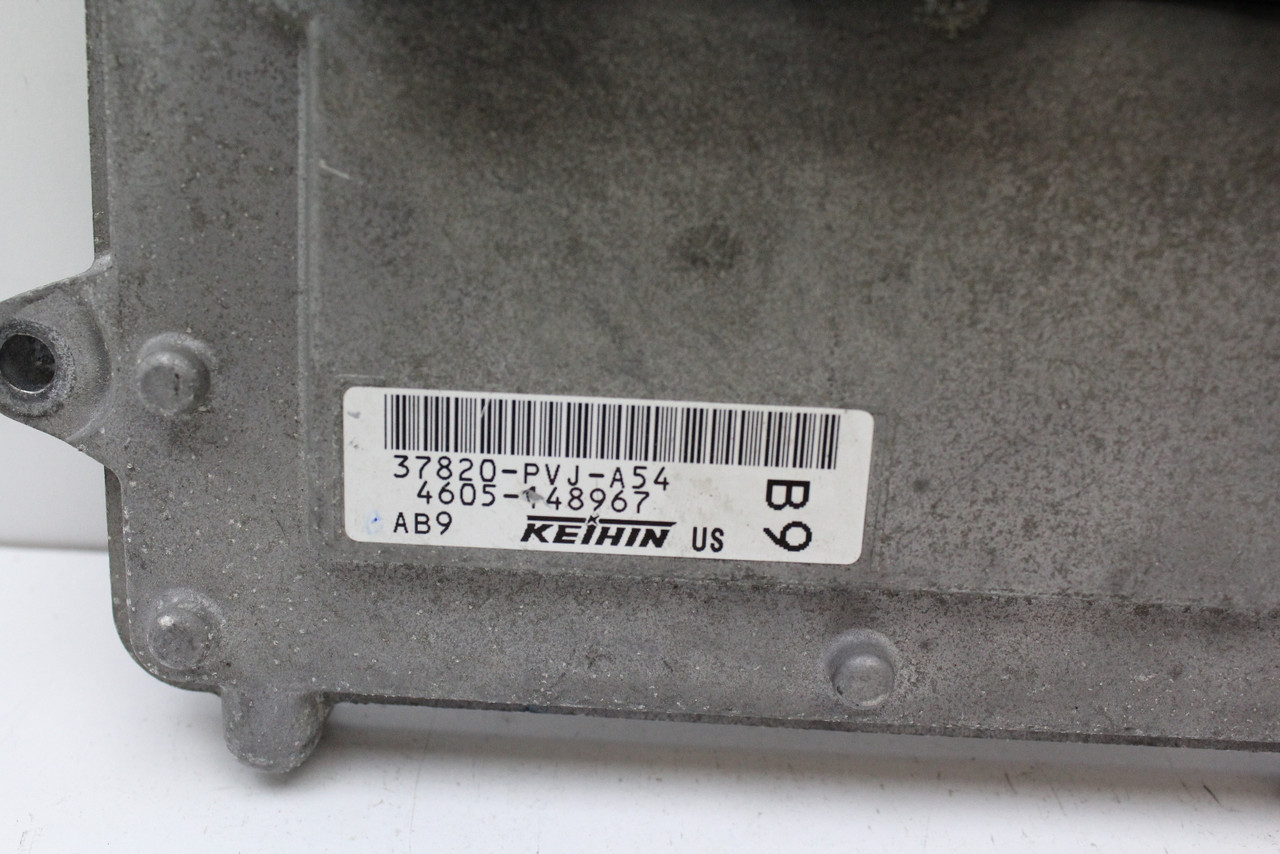 37820-PVJ-A54
4605-148967
AB9 KEIHIN US
B9